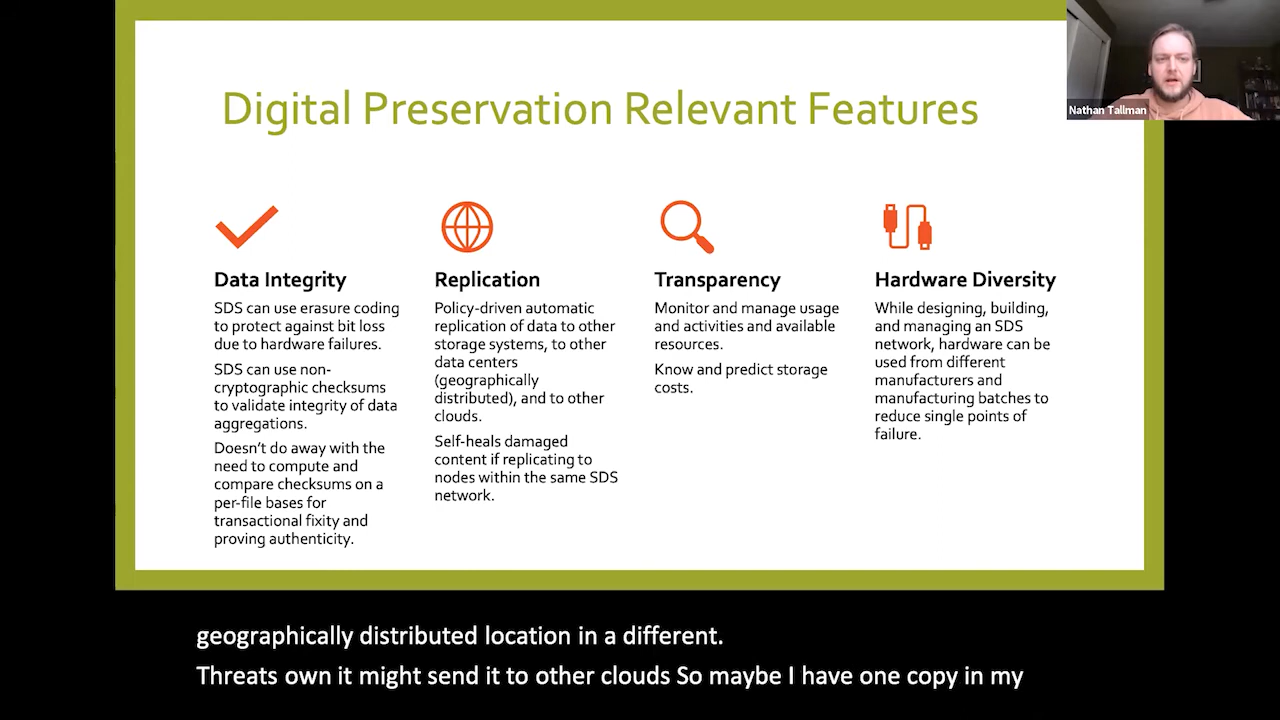 Digital Preservation Relevant Features
Nathan Tallman
Data Integrity
SDS can use erasure coding
to protect against bit loss
due to hardware failures.
SDS can use non-
cryptographic checksums
to validate integrity of data
aggregations.
Doesn't do away with the
need to compute and
compare checksums on a
per-file bases for
transactional fixity and
proving authenticity.
Replication
Policy-driven automatic
replication of data to other
storage systems, to other
data centers
(geographically
distributed), and to other
clouds.
Self-heals damaged
content if replicating to
nodes within the same SDS
network.
Transparency
Monitor and manage usage
and activities and available
resources.
Know and predict storage
costs.
Hardware Diversity
While designing, building,
and managing an SDS
network, hardware can be
used from different
manufacturers and
manufacturing batches to
reduce single points of
failure.
geographically distributed location in a different.
Threats own it might send it to other clouds So maybe I have one copy in my